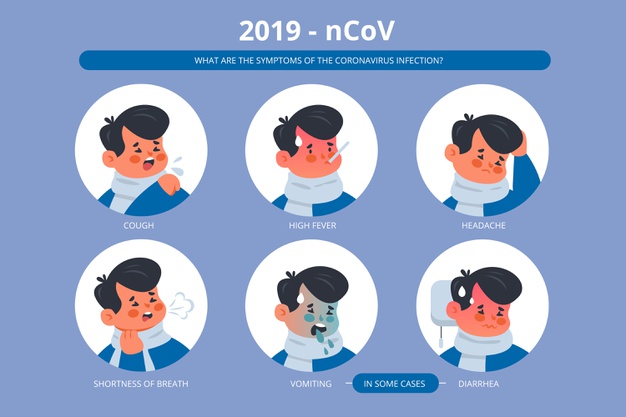 2019 - nCoV
WHAT ARE THE SYMPTOMS OF THE CORONAVIRUS INFECTION?
COUGH
HIGH FEVER
HEADACHE
SHORTNESS OF BREATH
VOMITING
IN SOME CASES
DIARRHEA